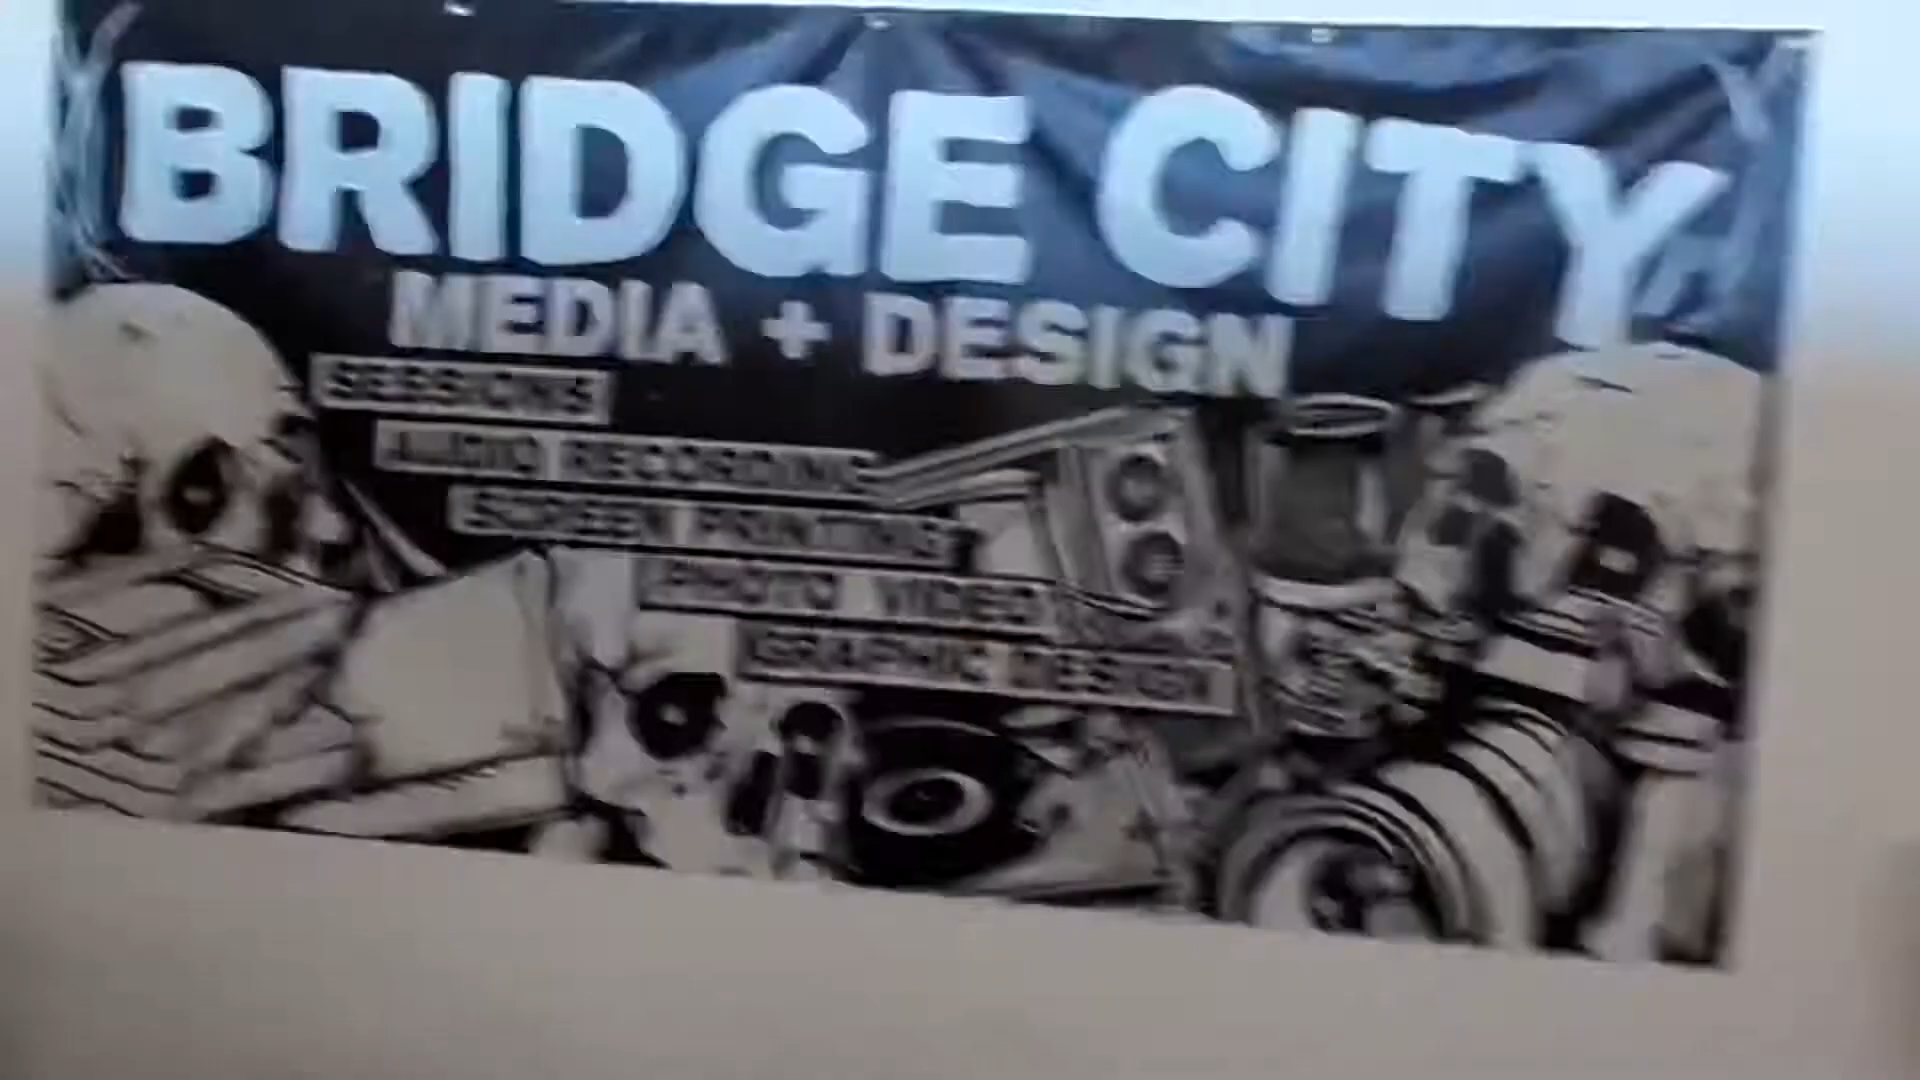 BRIDGE CITY
MEDIA + DESIGN
SESSIONS
AUDIO RECORDING
SCREEN PRINTING
PHOTO VIDEO
GRAPHIC DESIGN